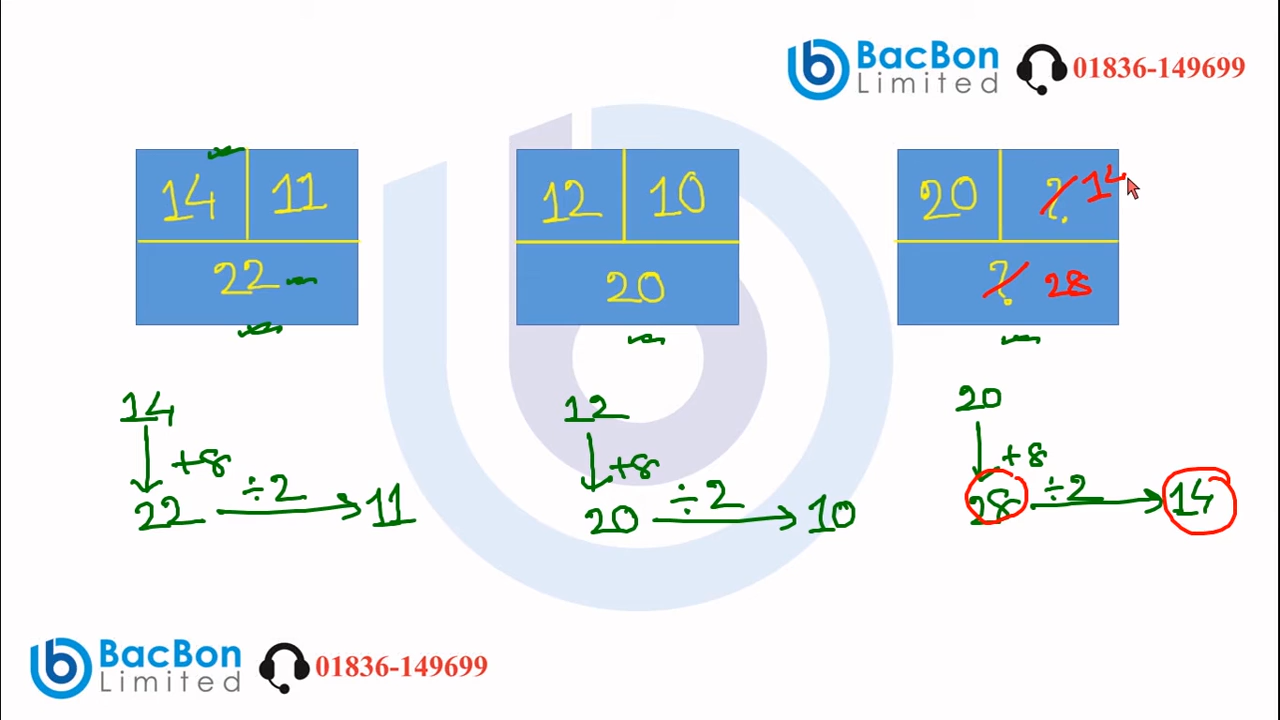 BacBon
Limited
01836-149699
14 11
22
12 10
20
20 ? 14
? 28
14
+8
22 ÷2 11
12
+8
20 ÷2 10
20
+8
28 ÷2 14
BacBon
Limited
01836-149699